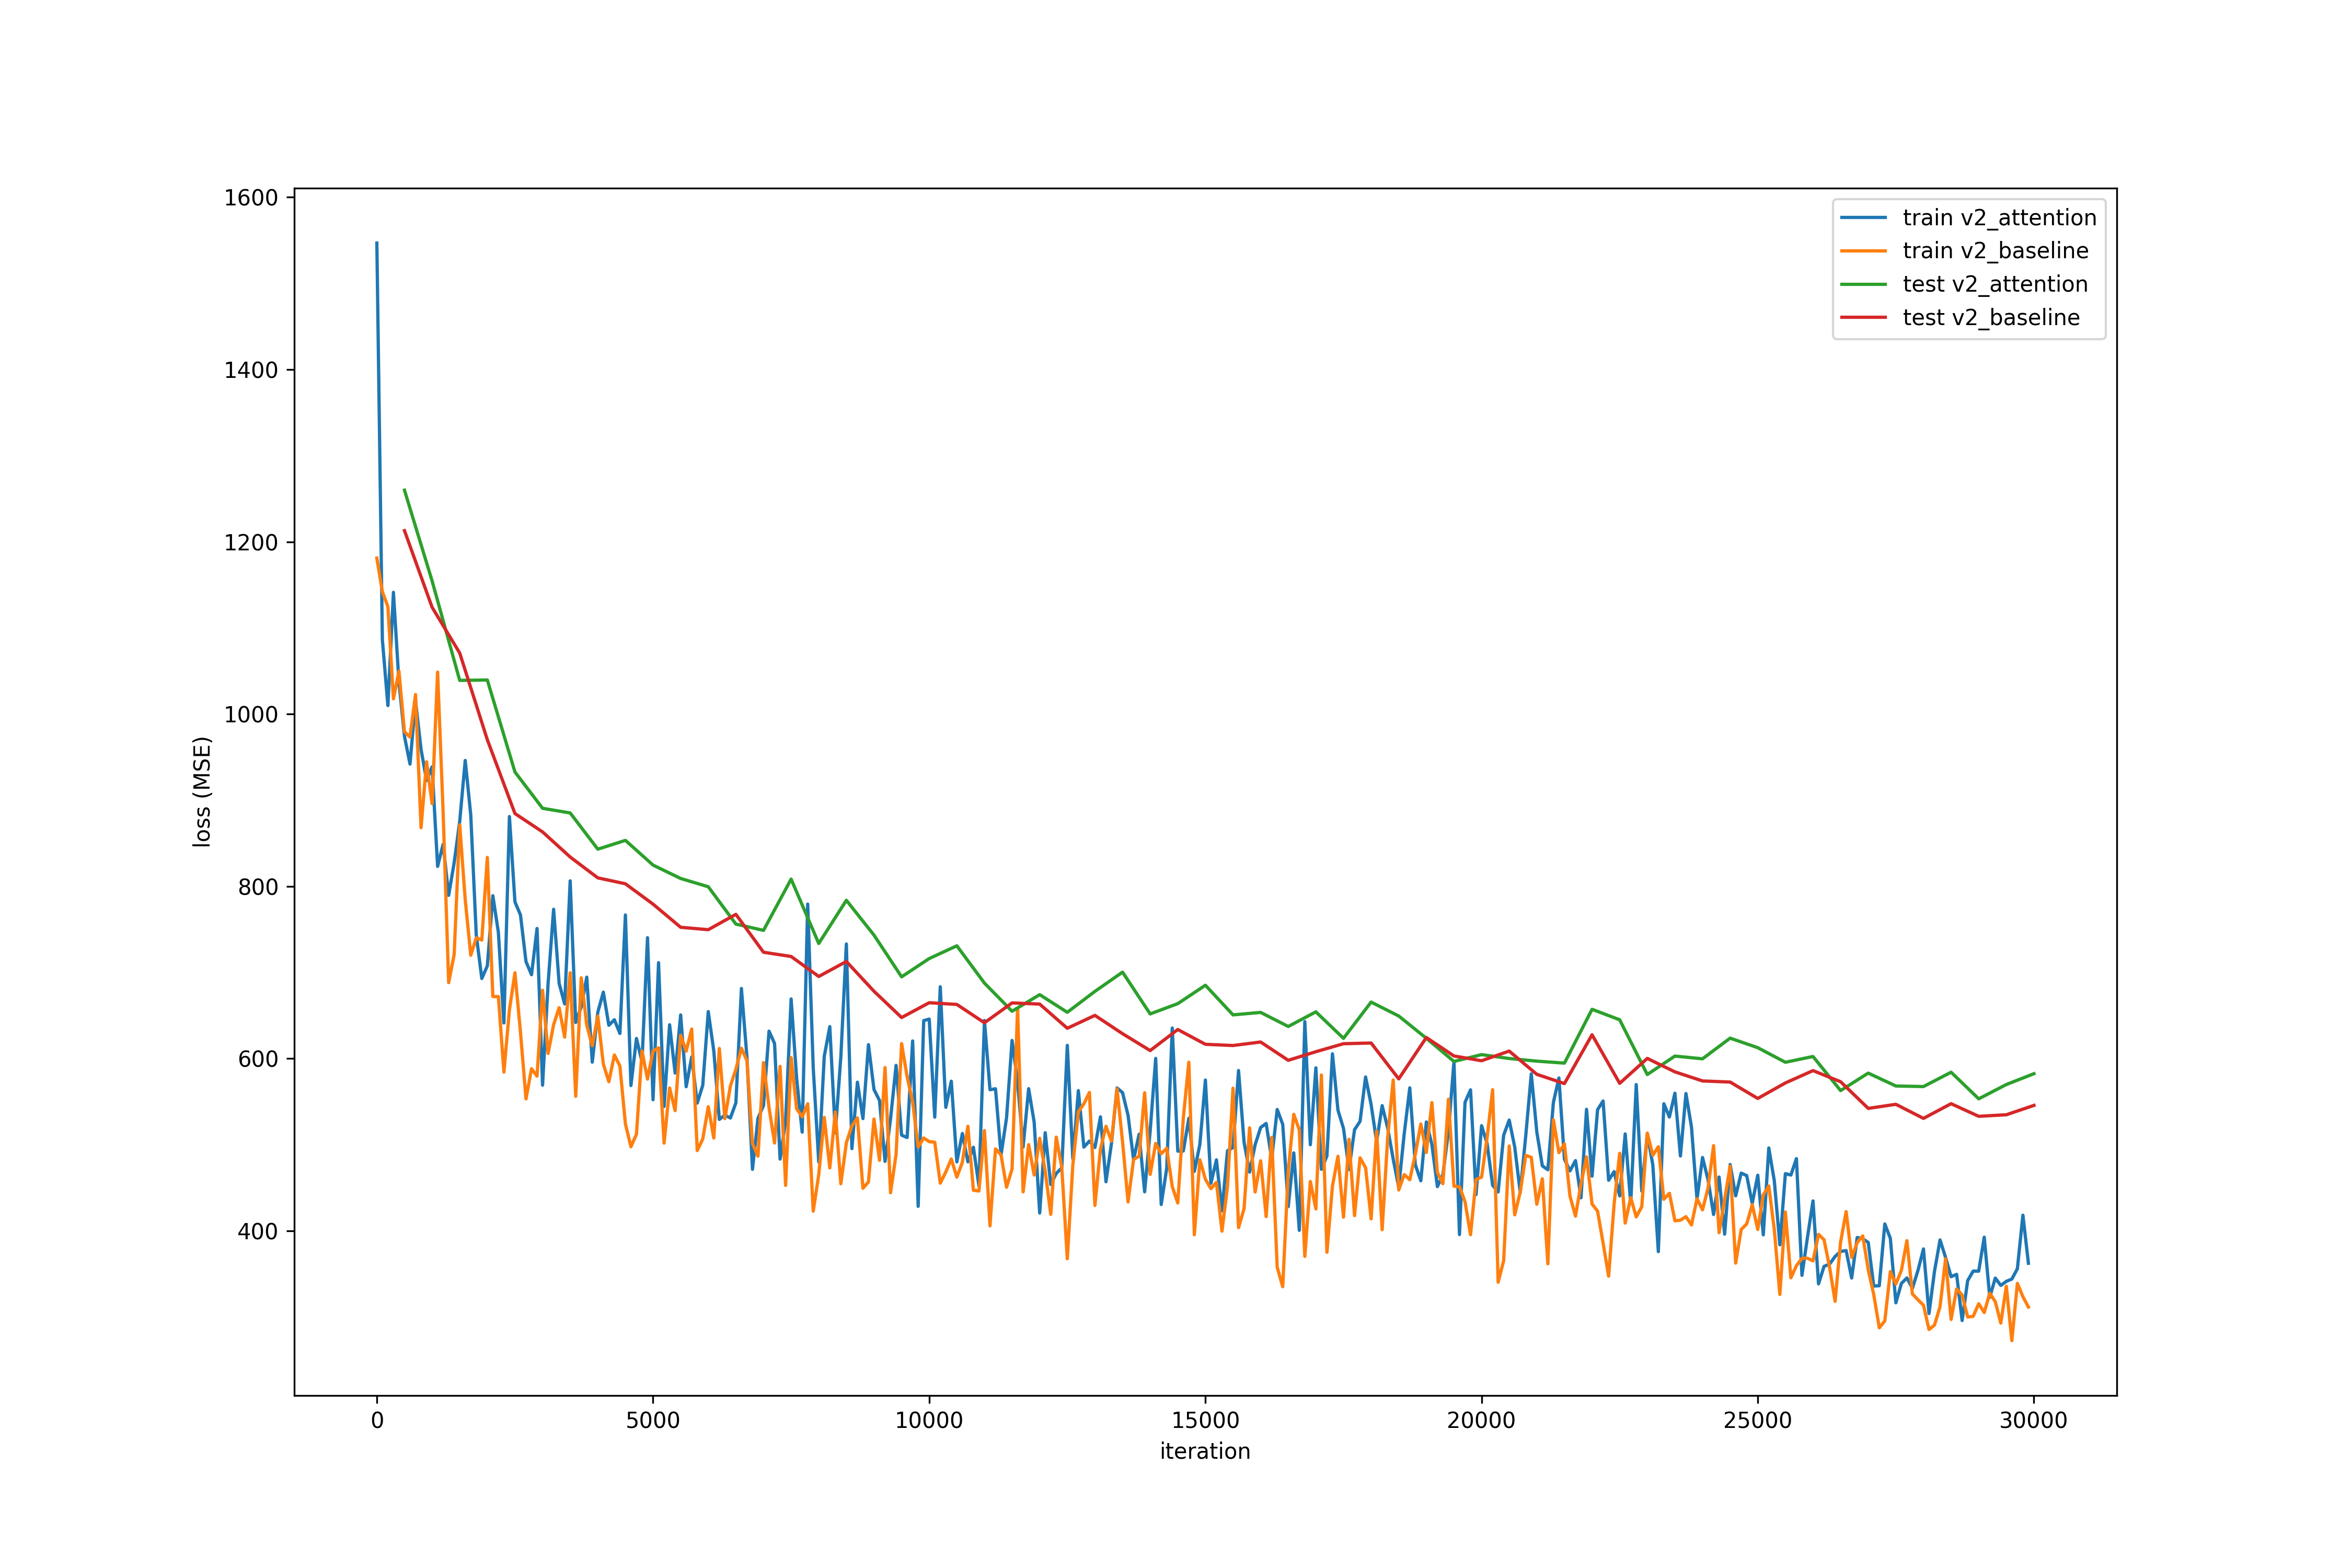 1600
1400
1200
1000
800
600
400
loss (MSE)
train v2_attention
train v2_baseline
test v2_attention
test v2_baseline
0 5000 10000 15000 20000 25000 30000
iteration